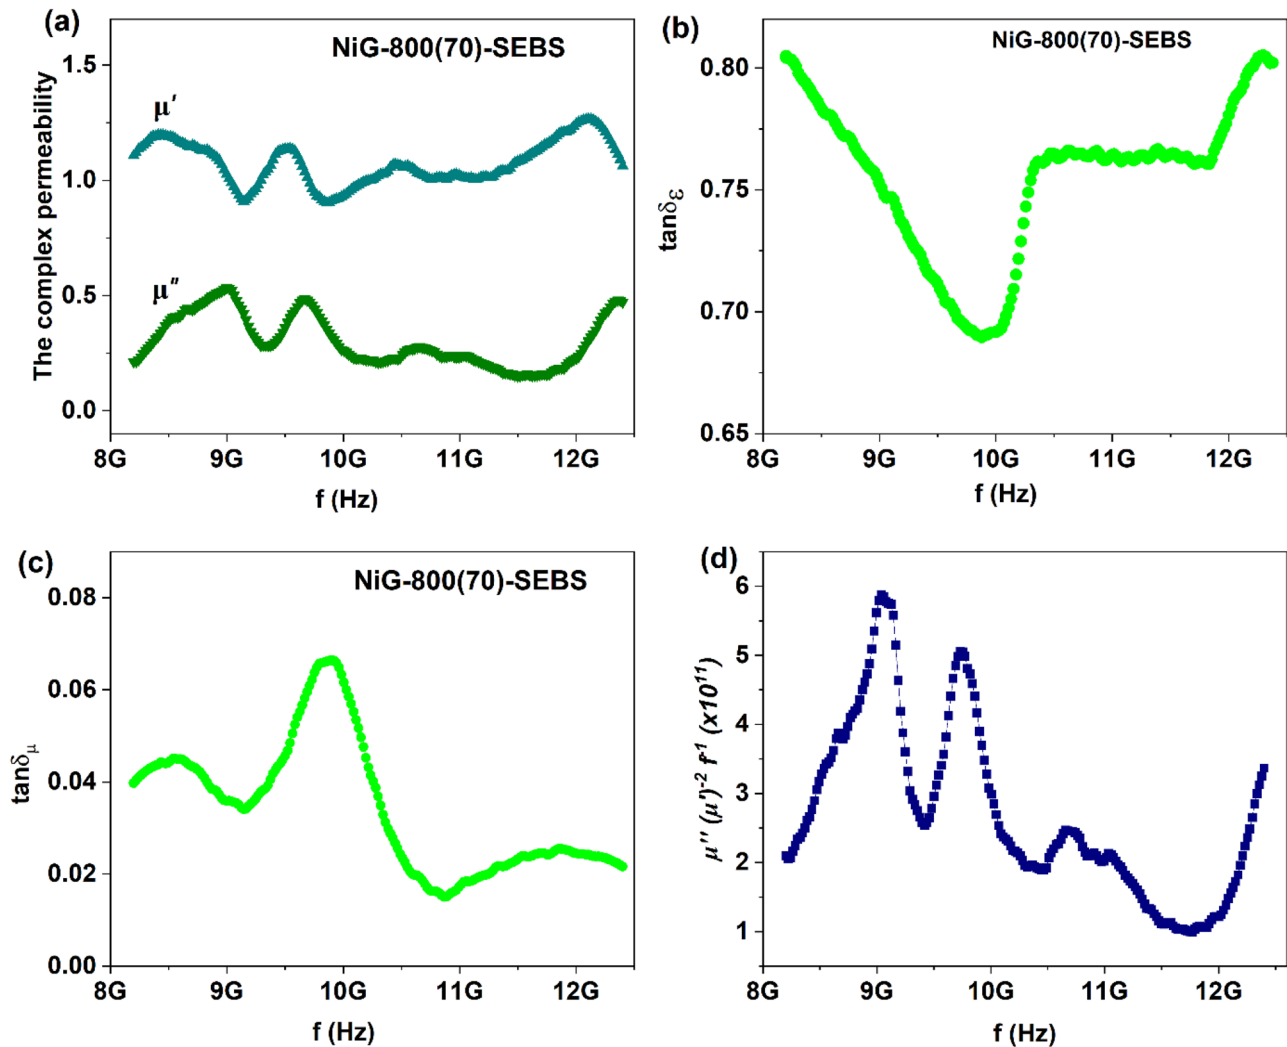 (a)
NiG-800(70)-SEBS
The complex permeability
1.5
1.0
0.5
0.0
μ′
μ″
8G 9G 10G 11G 12G
f (Hz)
(b)
NiG-800(70)-SEBS
tanδε
0.80
0.75
0.70
0.65
8G 9G 10G 11G 12G
f (Hz)
(c)
NiG-800(70)-SEBS
tanδμ
0.08
0.06
0.04
0.02
0.00
8G 9G 10G 11G 12G
f (Hz)
(d)
μ'' (μ')⁻² f⁻¹ (x10¹¹)
6
5
4
3
2
1
8G 9G 10G 11G 12G
f (Hz)